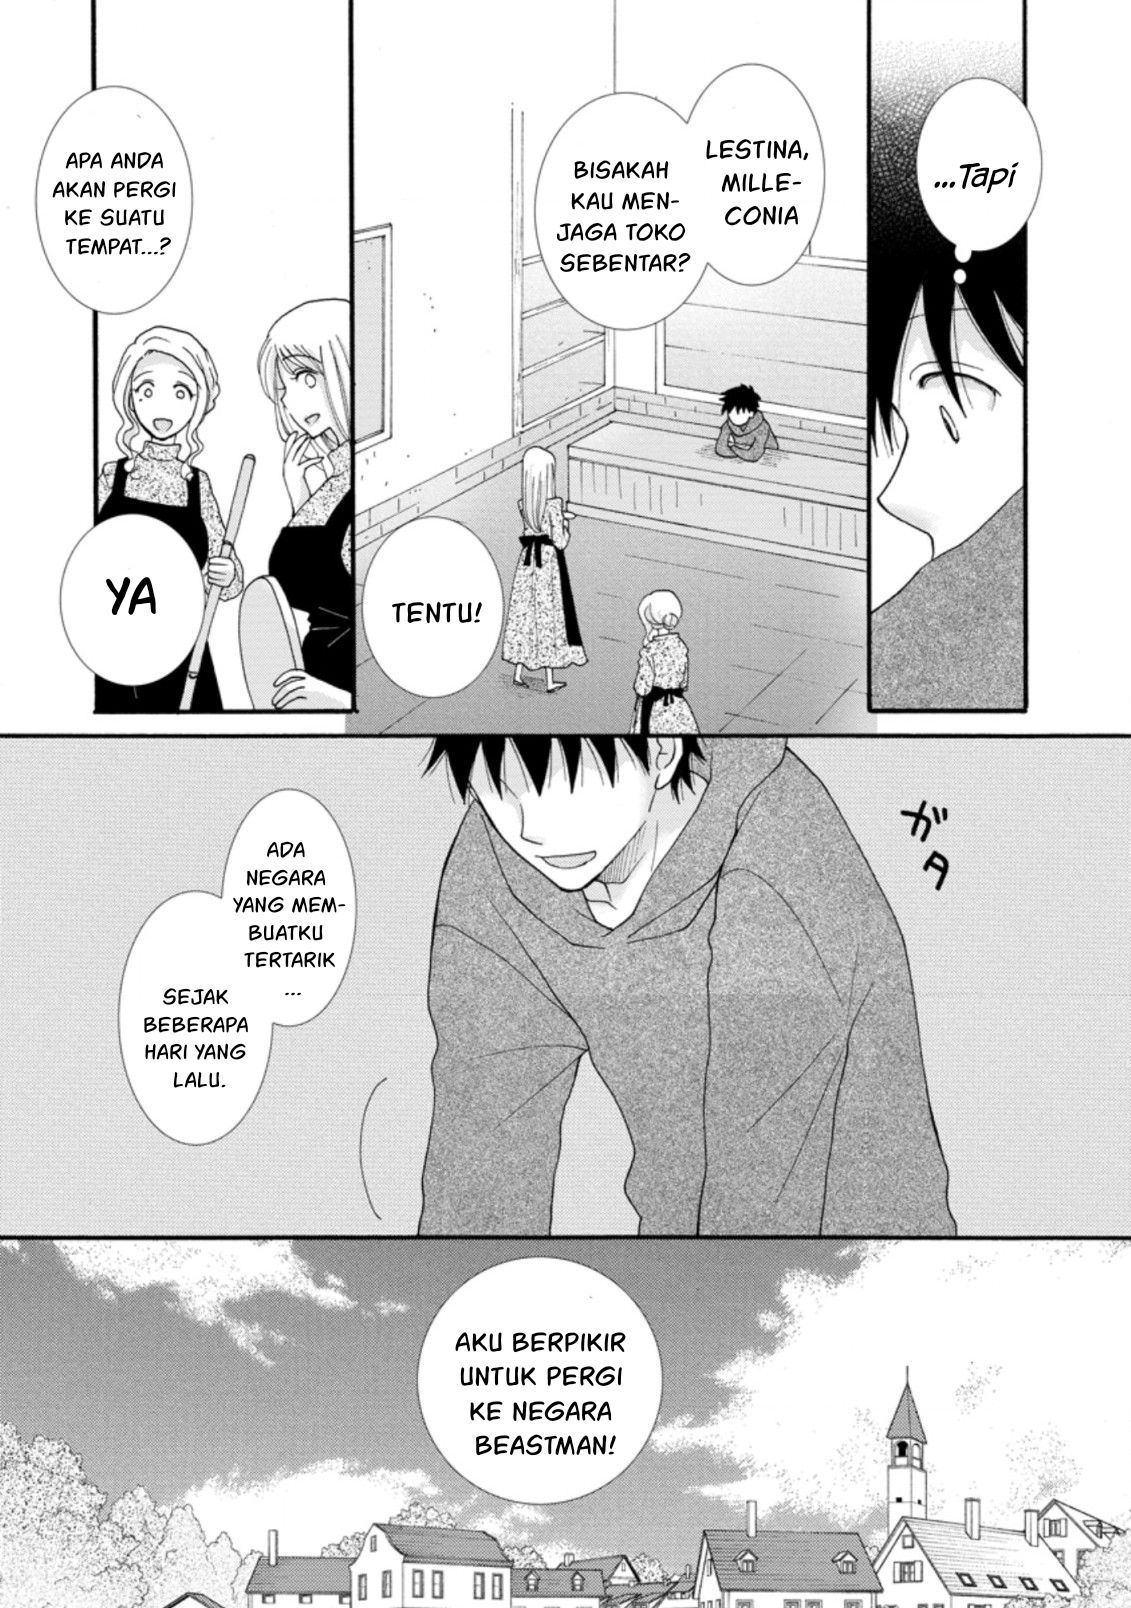 ...Tapi
LESTINA,
MILLE-
CONIA
BISAKAH
KAU MEN-
JAGA TOKO
SEBENTAR?
TENTU!
APA ANDA
AKAN PERGI
KE SUATU
TEMPAT...?
YA
ガタ
ADA
NEGARA
YANG MEM-
BUATKU
TERTARIK
...
SEJAK
BEBERAPA
HARI YANG
LALU.
AKU BERPIKIR
UNTUK PERGI
KE NEGARA
BEASTMAN!